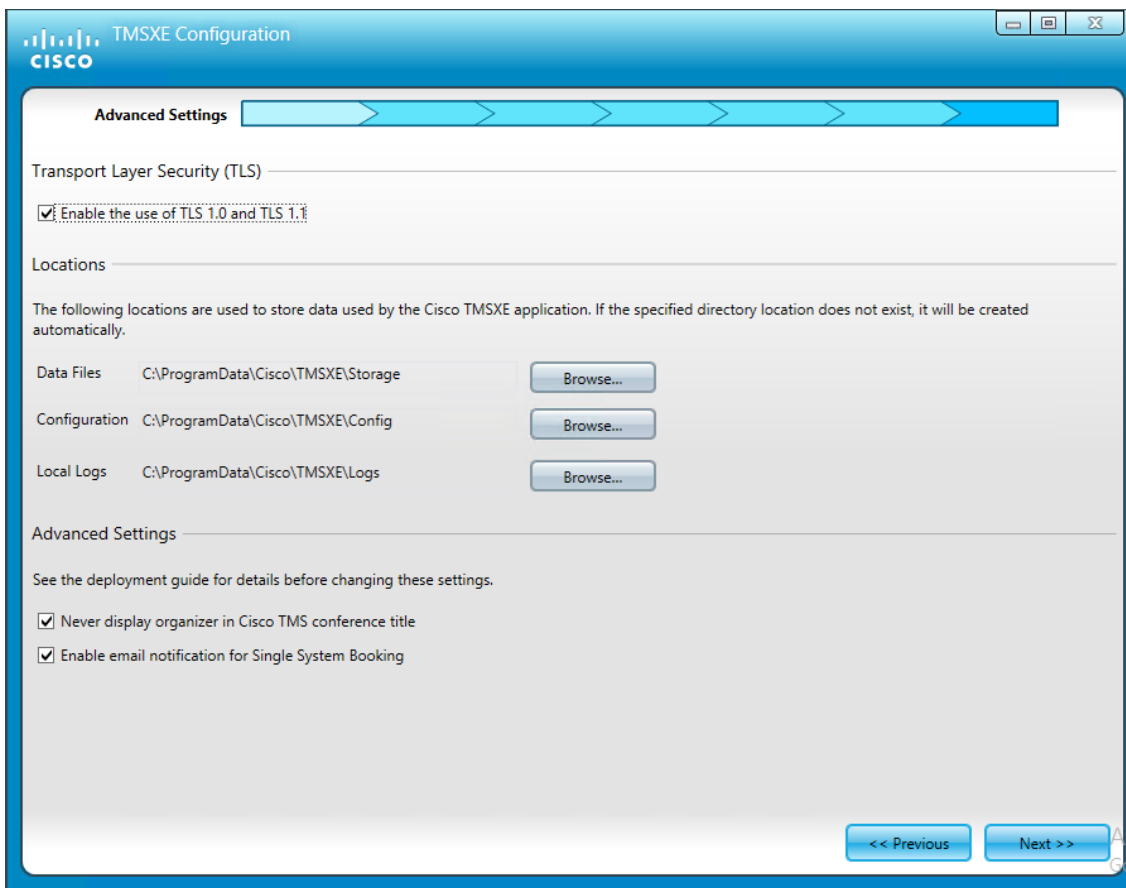 TMSXE Configuration
CISCO
Advanced Settings
Transport Layer Security (TLS)
Enable the use of TLS 1.0 and TLS 1.1
Locations
The following locations are used to store data used by the Cisco TMSXE application. If the specified directory location does not exist, it will be created
automatically.
Data Files C:\ProgramData\Cisco\TMSXE\Storage Browse...
Configuration C:\ProgramData\Cisco\TMSXE\Config Browse...
Local Logs C:\ProgramData\Cisco\TMSXE\Logs Browse...
Advanced Settings
See the deployment guide for details before changing these settings.
Never display organizer in Cisco TMS conference title
Enable email notification for Single System Booking
<< Previous Next >>